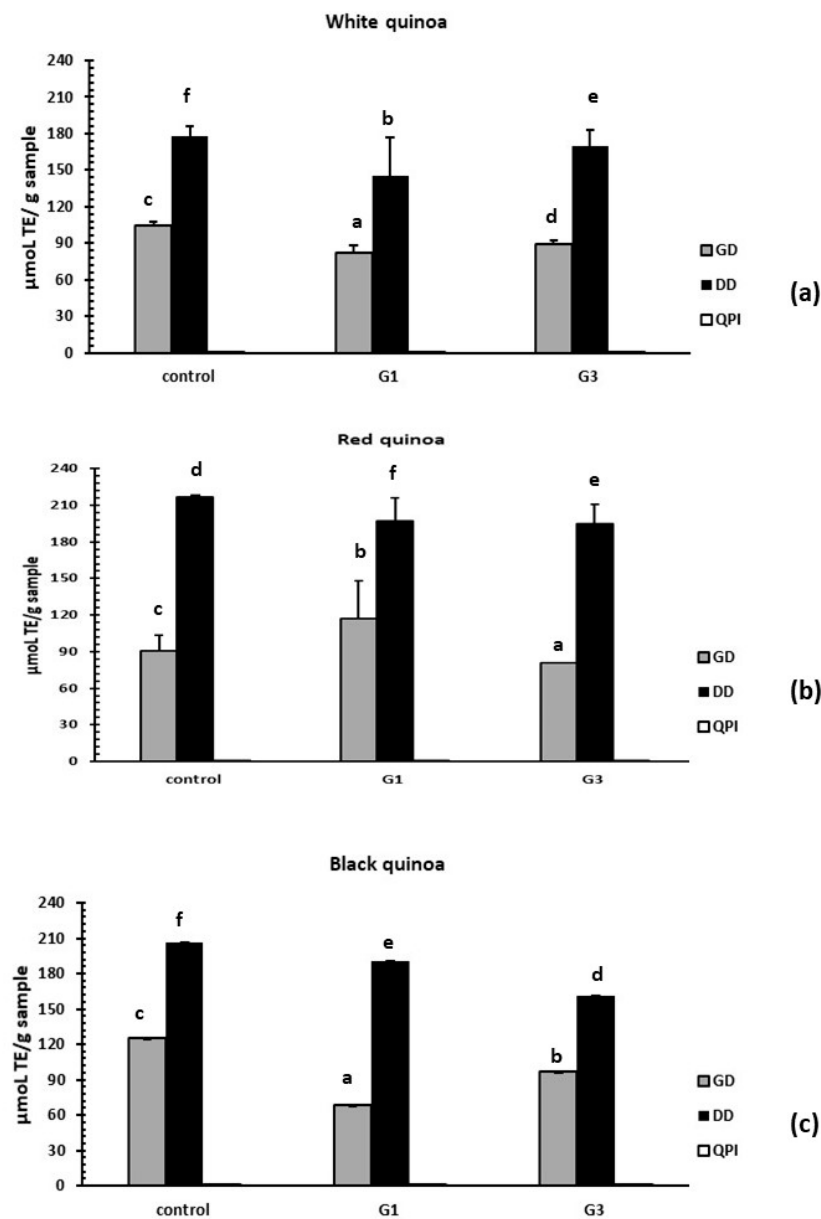 White quinoa
µmoL TE/ g sample
240
210
180
150
120
90
60
30
0
f
c
b
a
e
d
control
G1
G3
GD
DD
QPI
(a)
Red quinoa
µmoL TE/g sample
240
210
180
150
120
90
60
30
0
d
c
f
b
e
a
control
G1
G3
GD
DD
QPI
(b)
Black quinoa
µmoL TE/g sample
240
210
180
150
120
90
60
30
0
f
c
e
a
d
b
control
G1
G3
GD
DD
QPI
(c)